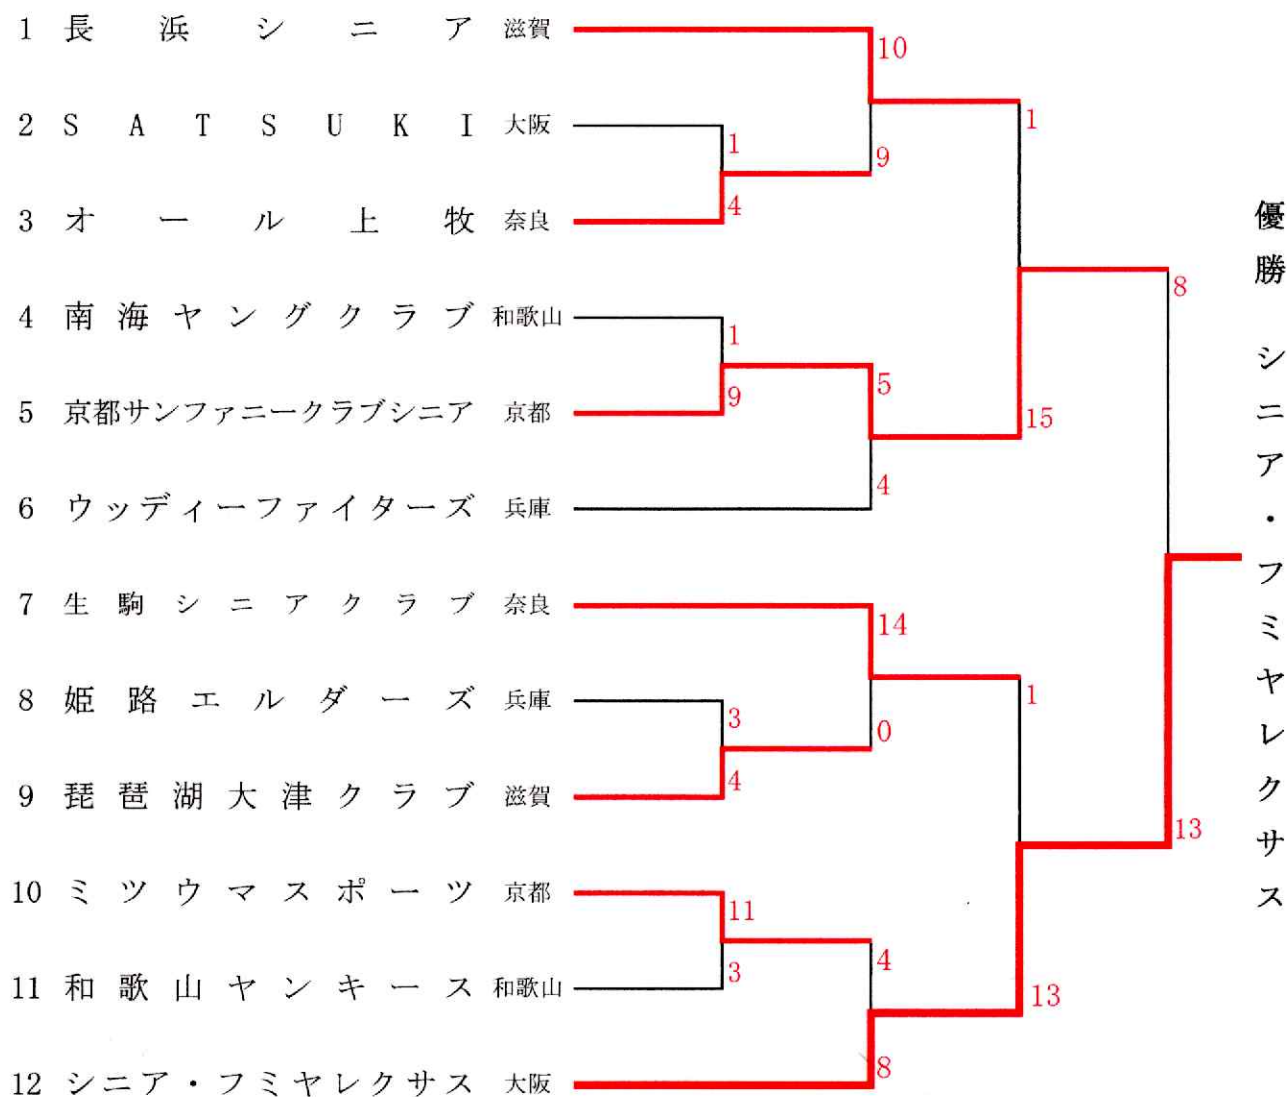 1 長浜シニア 滋賀
2 SATSUKI 大阪
3 オール上牧 奈良
4 南海ヤングクラブ 和歌山
5 京都サンファニークラブシニア 京都
6 ウッディーファイターズ 兵庫
7 生駒シニアクラブ 奈良
8 姫路エルダーズ 兵庫
9 琵琶湖大津クラブ 滋賀
10 ミツウマスポーツ 京都
11 和歌山ヤンキース 和歌山
12 シニア・フミヤレクサス 大阪
1
4
1
9
3
4
11
3
10
9
5
4
14
0
4
8
1
15
1
13
8
13
優勝 シニア・フミヤレクサス